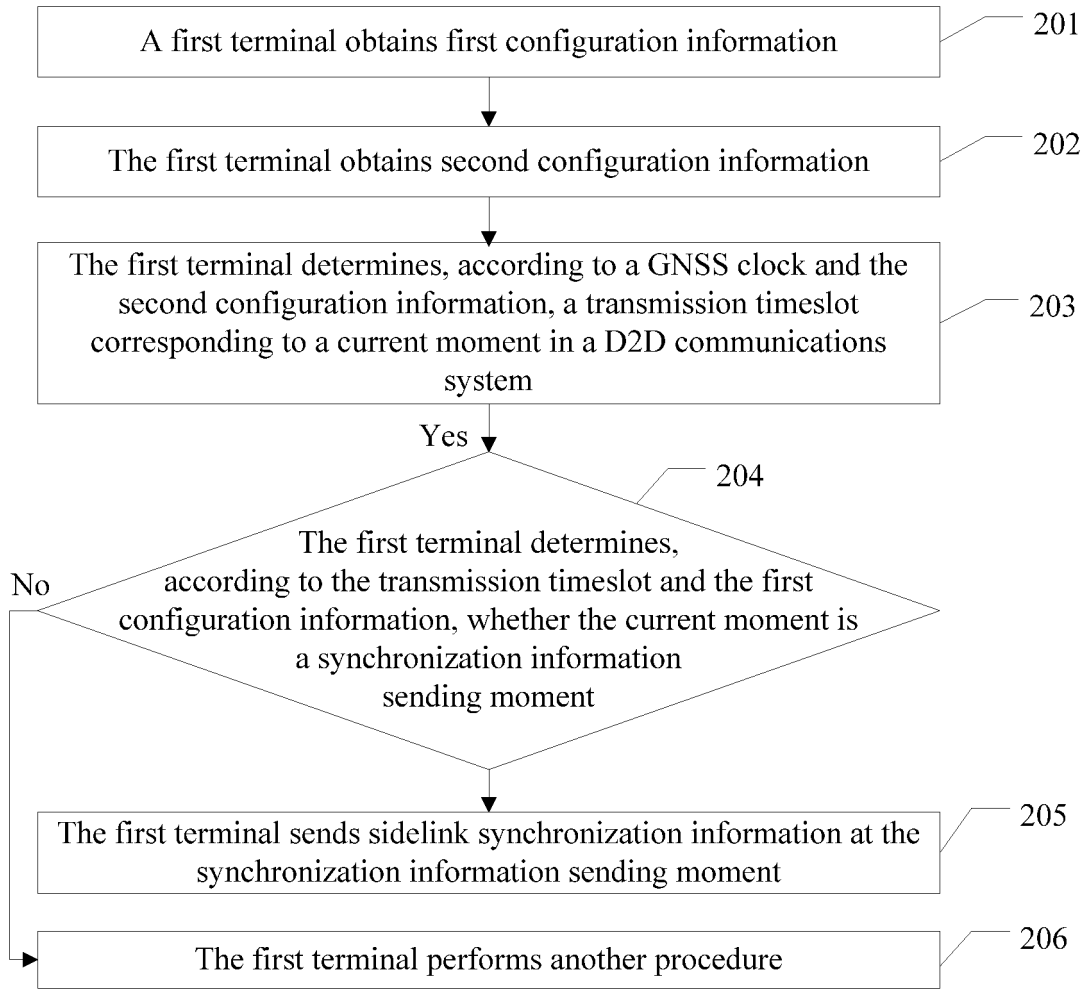 A first terminal obtains first configuration information
201
The first terminal obtains second configuration information
202
The first terminal determines, according to a GNSS clock and the
second configuration information, a transmission timeslot
corresponding to a current moment in a D2D communications
system
203
Yes
204
The first terminal determines,
according to the transmission timeslot and the first
configuration information, whether the current moment is
a synchronization information
sending moment
No
The first terminal sends sidelink synchronization information at the
synchronization information sending moment
205
The first terminal performs another procedure
206